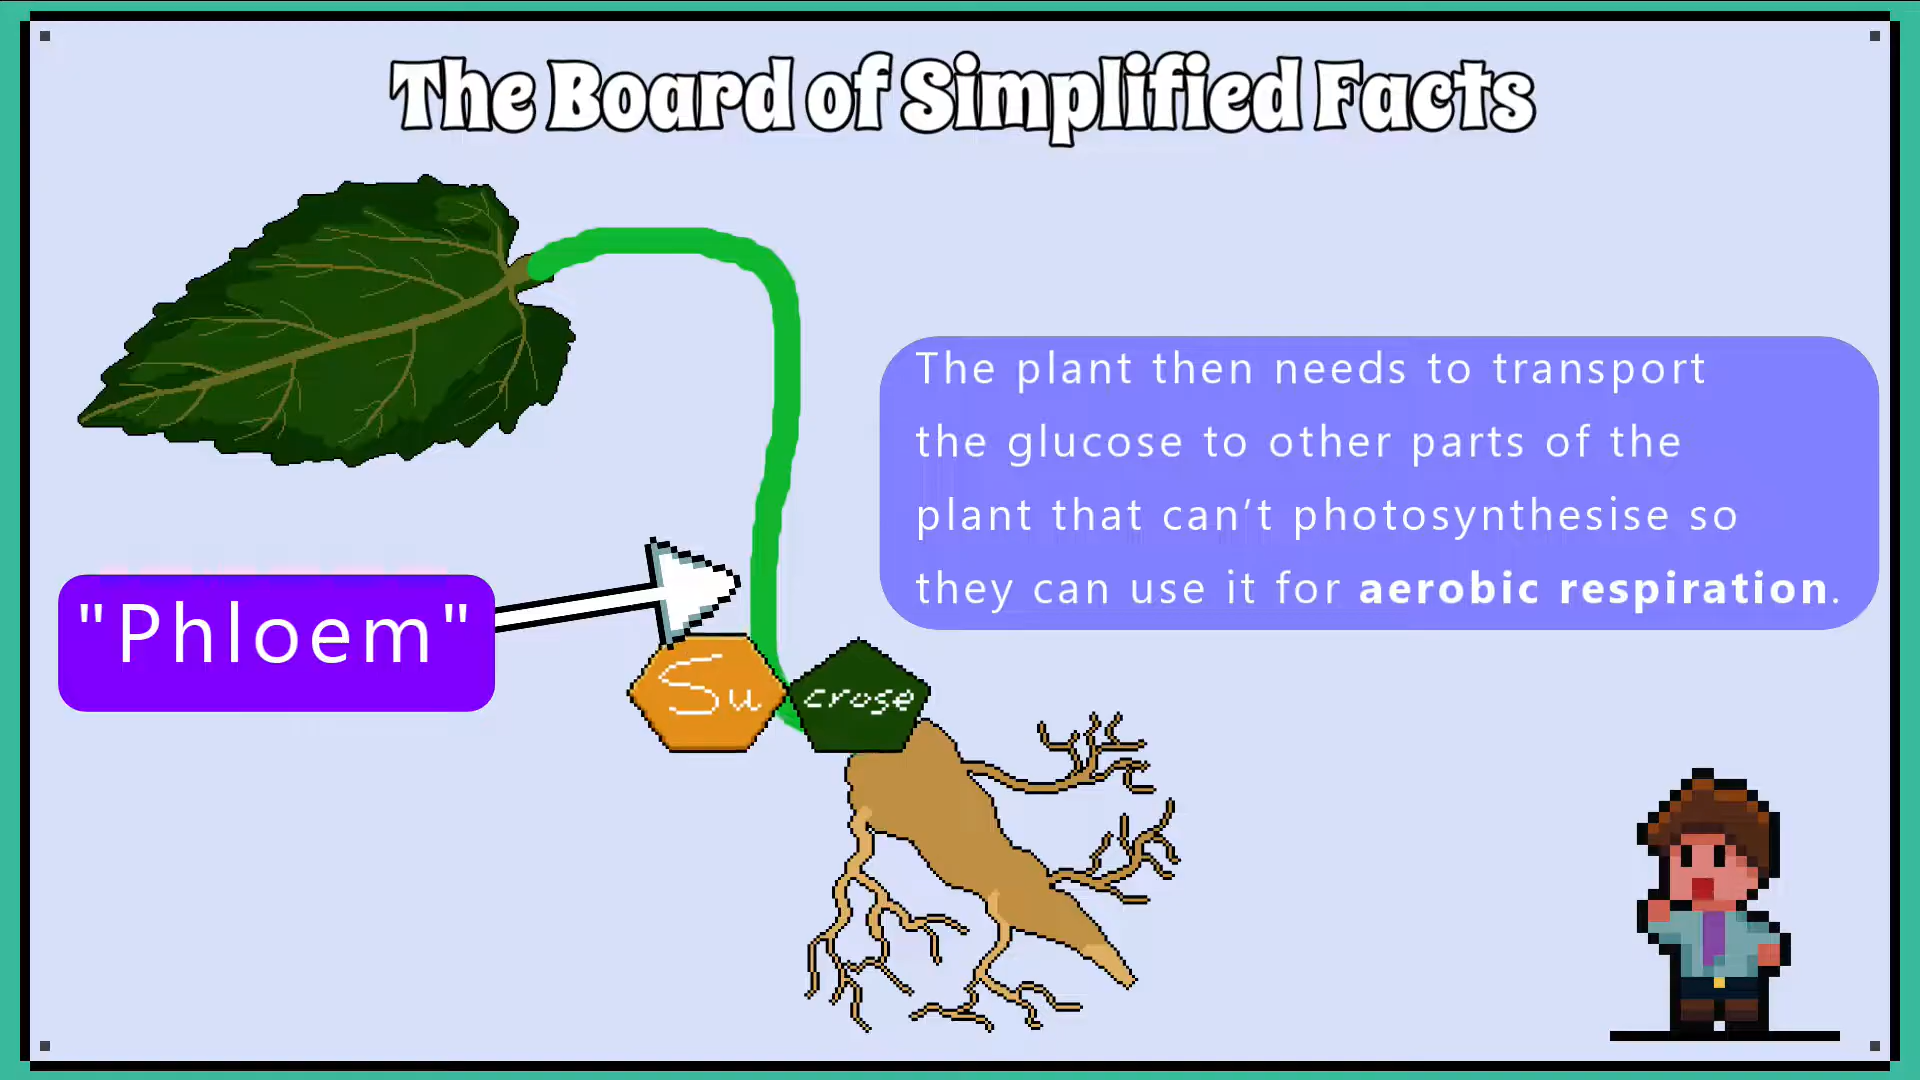 The Board of Simplified Facts
The plant then needs to transport
the glucose to other parts of the
plant that can’t photosynthesise so
they can use it for aerobic respiration.
"Phloem"
Su crose